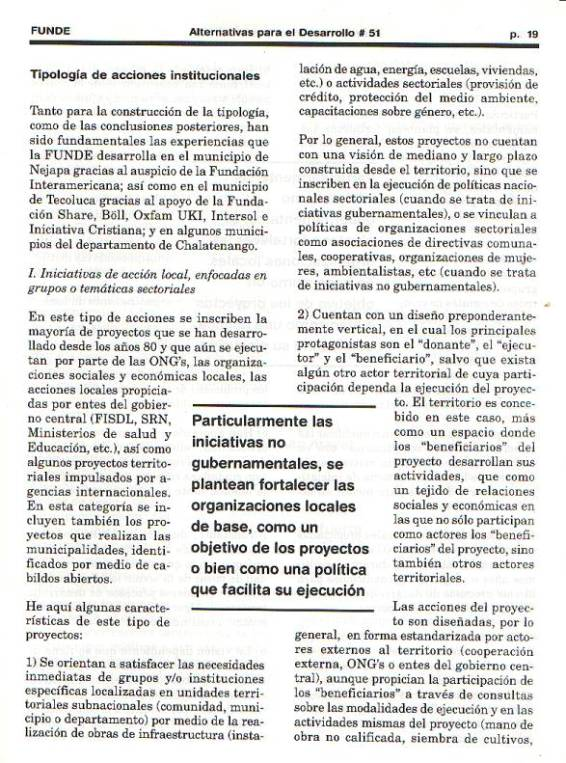 FUNDE
Alternativas para el Desarrollo # 51
p. 19
Tipología de acciones institucionales
Tanto para la construcción de la tipología,
como de las conclusiones posteriores, han
sido fundamentales las experiencias que
la FUNDE desarrolla en el municipio de
Nejapa gracias al auspicio de la Fundación
Interamericana; así como en el municipio
de Tecoluca gracias al apoyo de la Funda-
ción Share, Böll, Oxfam UKI, Intersol e
Iniciativa Cristiana; y en algunos munici-
pios del departamento de Chalatenango.
I. Iniciativas de acción local, enfocadas en
grupos o temáticas sectoriales
En este tipo de acciones se inscriben la
mayoría de proyectos que se han desarro-
llado desde los años 80 y que aún se ejecu-
tan por parte de las ONG's, las organiza-
ciones sociales y económicas locales, las
acciones locales propicia-
das por entes del gobier-
no central (FISDL, SRN,
Ministerios de salud y
Educación, etc.), así como
algunos proyectos territo-
riales impulsados por a-
gencias internacionales.
En esta categoría se in-
cluyen también los pro-
yectos que realizan las
municipalidades, identi-
ficados por medio de ca-
bildos abiertos.
He aquí algunas caracte-
rísticas de este tipo de
proyectos:
1) Se orientan a satisfacer las necesidades
inmediatas de grupos y/o instituciones
específicas localizadas en unidades terri-
toriales subnacionales (comunidad, muni-
cipio o departamento) por medio de la rea-
lización de obras de infraestructura (insta-
Particularmente las
iniciativas no
gubernamentales, se
plantean fortalecer las
organizaciones locales
de base, como un
objetivo de los proyectos
o bien como una política
que facilita su ejecución
lación de agua, energía, escuelas, viviendas,
etc.) o actividades sectoriales (provisión de
crédito, protección del medio ambiente,
capacitaciones sobre género, etc.).
Por lo general, estos proyectos no cuentan
con una visión de mediano y largo plazo
construida desde el territorio, sino que se
inscriben en la ejecución de políticas nacio-
nales sectoriales (cuando se trata de ini-
ciativas gubernamentales), o se vinculan a
políticas de organizaciones sectoriales
como asociaciones de directivas comuna-
les, cooperativas, organizaciones de muje-
res, ambientalistas, etc (cuando se trata
de iniciativas no gubernamentales).
2) Cuentan con un diseño preponderante-
mente vertical, en el cual los principales
protagonistas son el "donante", el "ejecu-
tor" y el "beneficiario", salvo que exista
algún otro actor territorial de cuya parti-
cipación dependa la ejecución del proyec-
to. El territorio es conce-
bido en este caso, más
como un espacio donde
los "beneficiarios" del
proyecto desarrollan sus
actividades, que como
un tejido de relaciones
sociales y económicas en
las que no sólo participan
como actores los "benefi-
ciarios" del proyecto, sino
también otros actores
territoriales.
Las acciones del proyec-
to son diseñadas, por lo
general, en forma estandarizada por acto-
res externos al territorio (cooperación
externa, ONG's o entes del gobierno cen-
tral), aunque propician la participación de
los "beneficiarios" a través de consultas
sobre las modalidades de ejecución y en las
actividades mismas del proyecto (mano de
obra no calificada, siembra de cultivos,